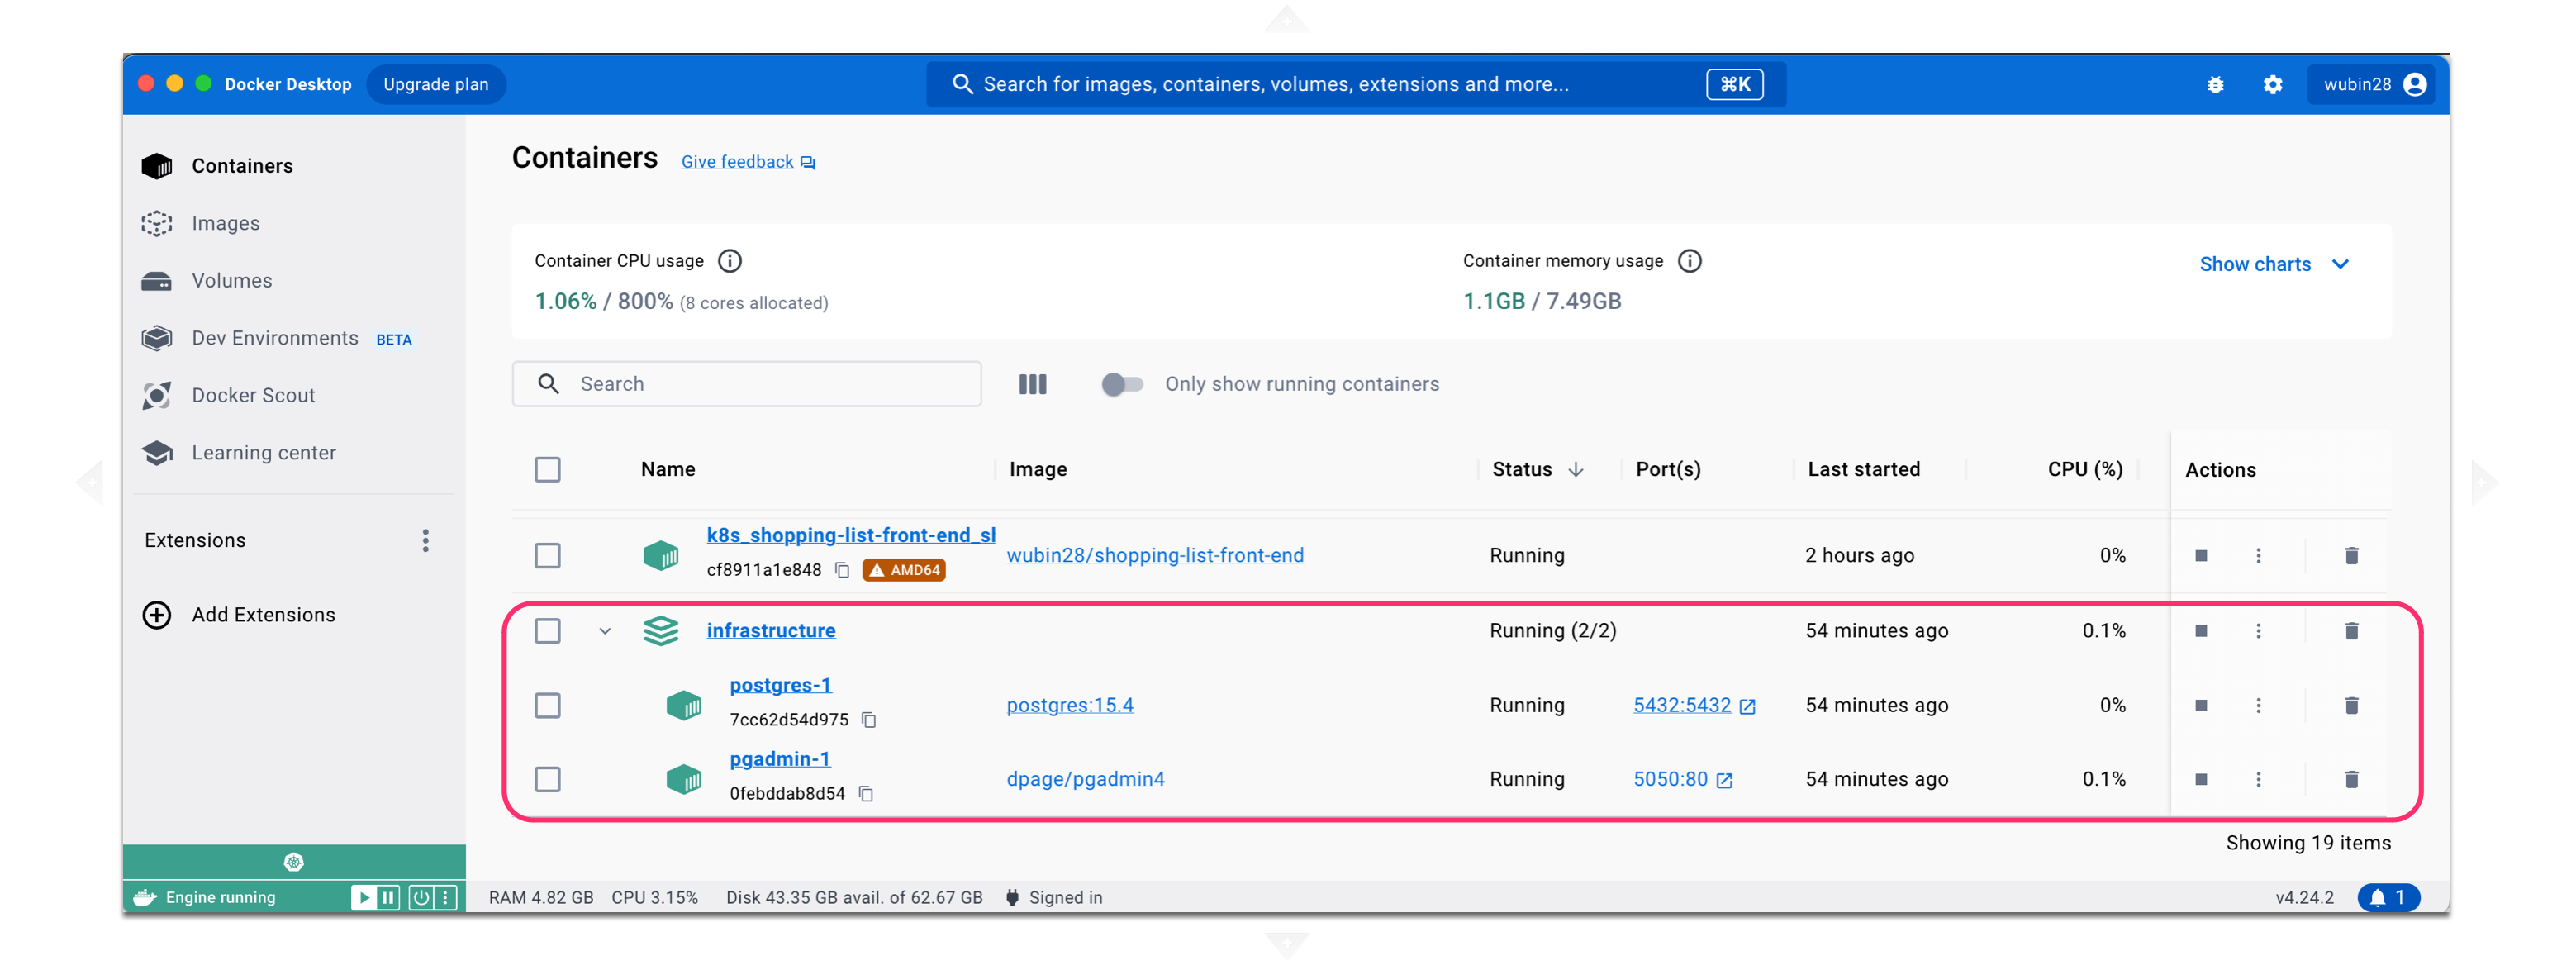 Docker Desktop Upgrade plan Search for images, containers, volumes, extensions and more... ⌘K wubin28
Containers
Images
Volumes
Dev Environments BETA
Docker Scout
Learning center
Extensions
Add Extensions
Containers Give feedback
Container CPU usage
1.06% / 800% (8 cores allocated)
Container memory usage
1.1GB / 7.49GB
Show charts
Search
Only show running containers
Name Image Status Port(s) Last started CPU (%) Actions
k8s_shopping-list-front-end_sl
cf8911a1e848 AMD64
wubin28/shopping-list-front-end Running 2 hours ago 0%
infrastructure Running (2/2) 54 minutes ago 0.1%
postgres-1
7cc62d54d975
postgres:15.4 Running 5432:5432 54 minutes ago 0%
pgadmin-1
0febddab8d54
dpage/pgadmin4 Running 5050:80 54 minutes ago 0.1%
Showing 19 items
Engine running
RAM 4.82 GB CPU 3.15% Disk 43.35 GB avail. of 62.67 GB Signed in
v4.24.2 1